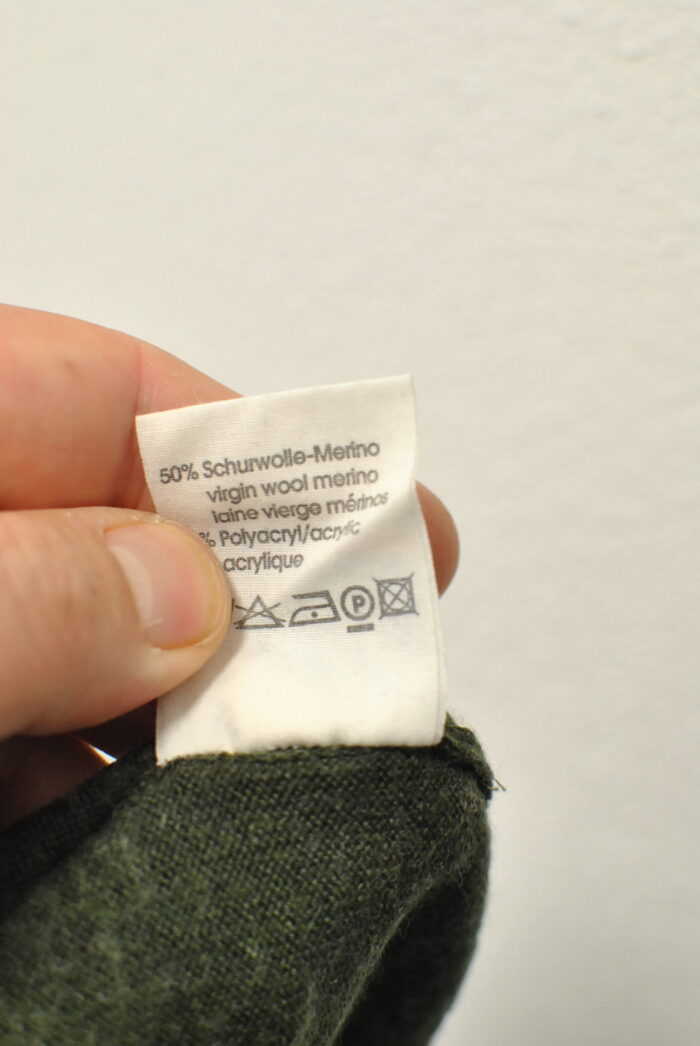 50% Schurwolle-Merino
virgin wool merino
laine vierge mérinos
% Polyacryl/acrylic
acrylique
P